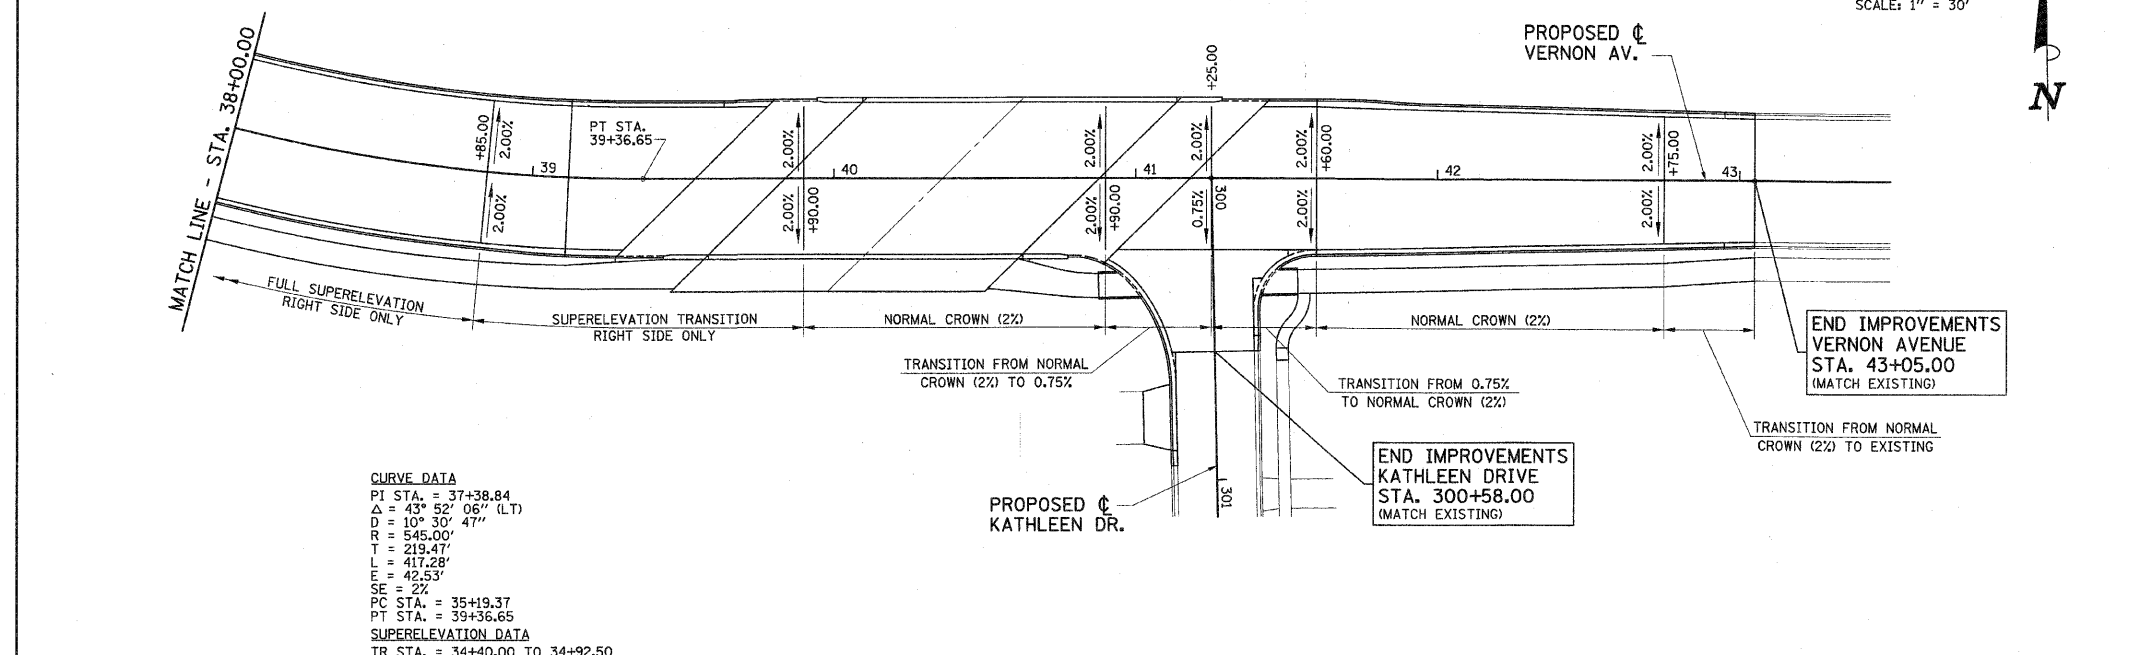 SCALE: 1" = 30'
N
MATCH LINE - STA. 38+00.00
PROPOSED ℄
VERNON AV.
+25.00
+85.00
2.00%
2.00%
39
PT STA.
39+36.65
2.00%
2.00%
+90.00
40
2.00%
2.00%
+90.00
41
2.00%
0.75%
300
2.00%
+60.00
2.00%
42
2.00%
+75.00
2.00%
43
FULL SUPERELEVATION
RIGHT SIDE ONLY
SUPERELEVATION TRANSITION
RIGHT SIDE ONLY
NORMAL CROWN (2%)
NORMAL CROWN (2%)
TRANSITION FROM NORMAL
CROWN (2%) TO 0.75%
TRANSITION FROM 0.75%
TO NORMAL CROWN (2%)
END IMPROVEMENTS
VERNON AVENUE
STA. 43+05.00
(MATCH EXISTING)
TRANSITION FROM NORMAL
CROWN (2%) TO EXISTING
END IMPROVEMENTS
KATHLEEN DRIVE
STA. 300+58.00
(MATCH EXISTING)
PROPOSED ℄
KATHLEEN DR.
301
CURVE DATA
PI STA. = 37+38.84
Δ = 43° 52' 06" (LT)
D = 10° 30' 47"
R = 545.00'
T = 219.47'
L = 417.28'
E = 42.53'
SE = 2%
PC STA. = 35+19.37
PT STA. = 39+36.65
SUPERELEVATION DATA
TR STA. = 34+40.00 TO 34+92.50